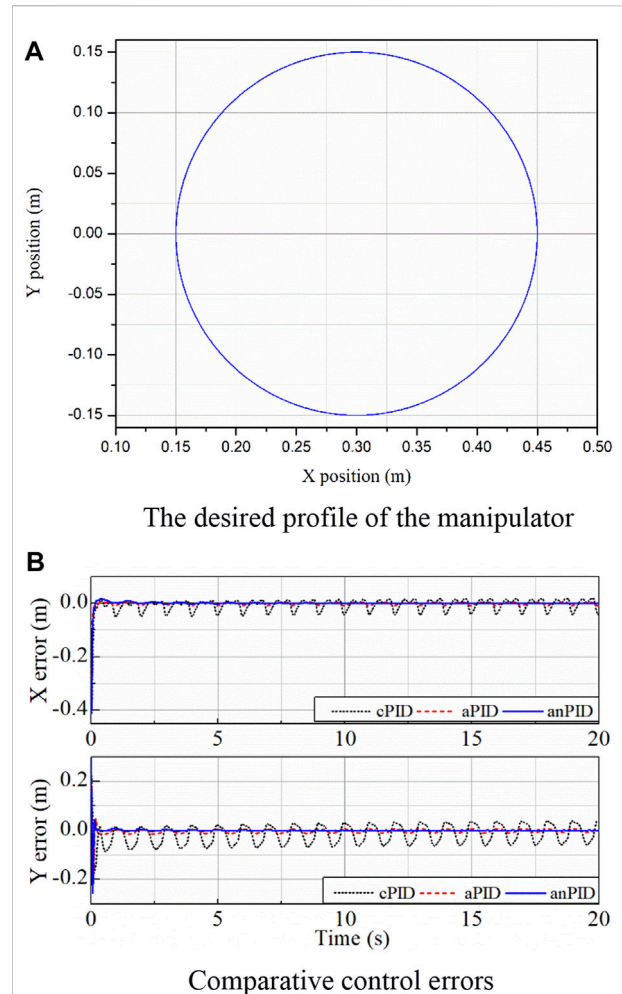 A
0.15
0.10
0.05
0.00
-0.05
-0.10
-0.15
Y position (m)
0.10 0.15 0.20 0.25 0.30 0.35 0.40 0.45 0.50
X position (m)
The desired profile of the manipulator
B
0.0
-0.2
-0.4
X error (m)
cPID aPID anPID
0 5 10 15 20
0.2
0.0
-0.2
Y error (m)
cPID aPID anPID
0 5 10 15 20
Time (s)
Comparative control errors